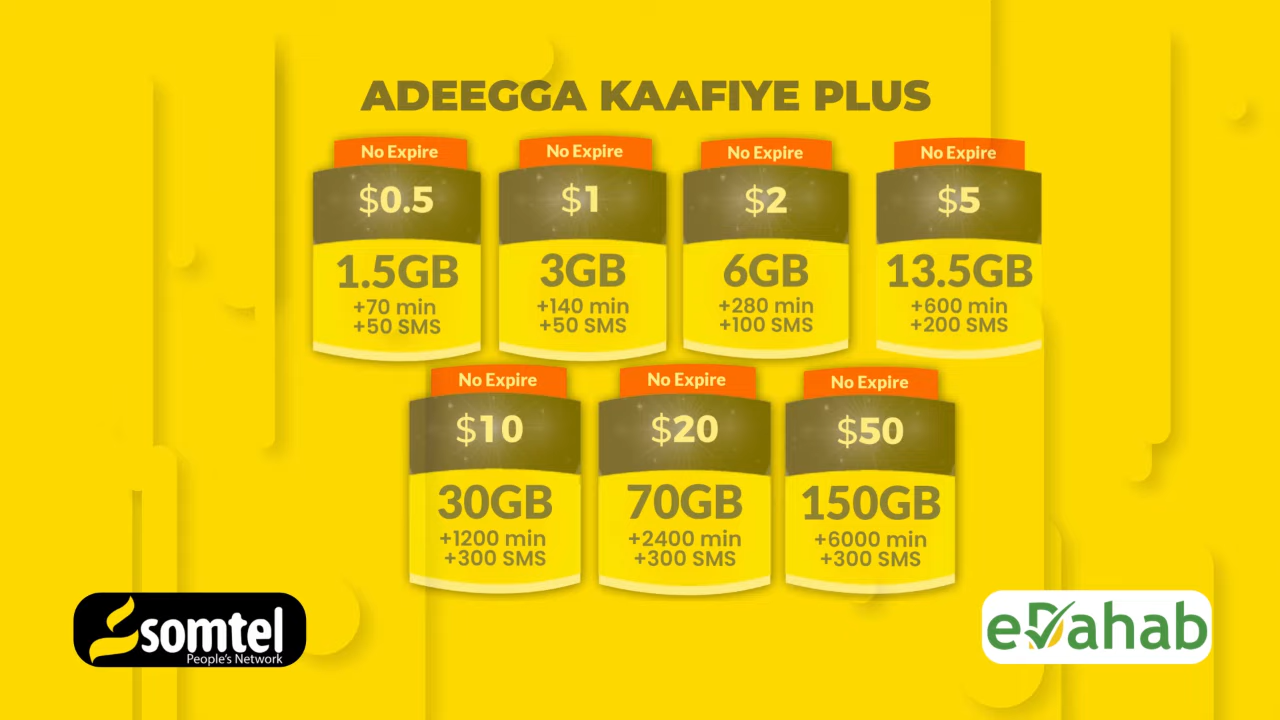 ADEEGGA KAAFIYE PLUS
No Expire
$0.5
1.5GB
+70 min
+50 SMS
No Expire
$1
3GB
+140 min
+50 SMS
No Expire
$2
6GB
+280 min
+100 SMS
No Expire
$5
13.5GB
+600 min
+200 SMS
No Expire
$10
30GB
+1200 min
+300 SMS
No Expire
$20
70GB
+2400 min
+300 SMS
No Expire
$50
150GB
+6000 min
+300 SMS
somtel
People's Network
eDahab